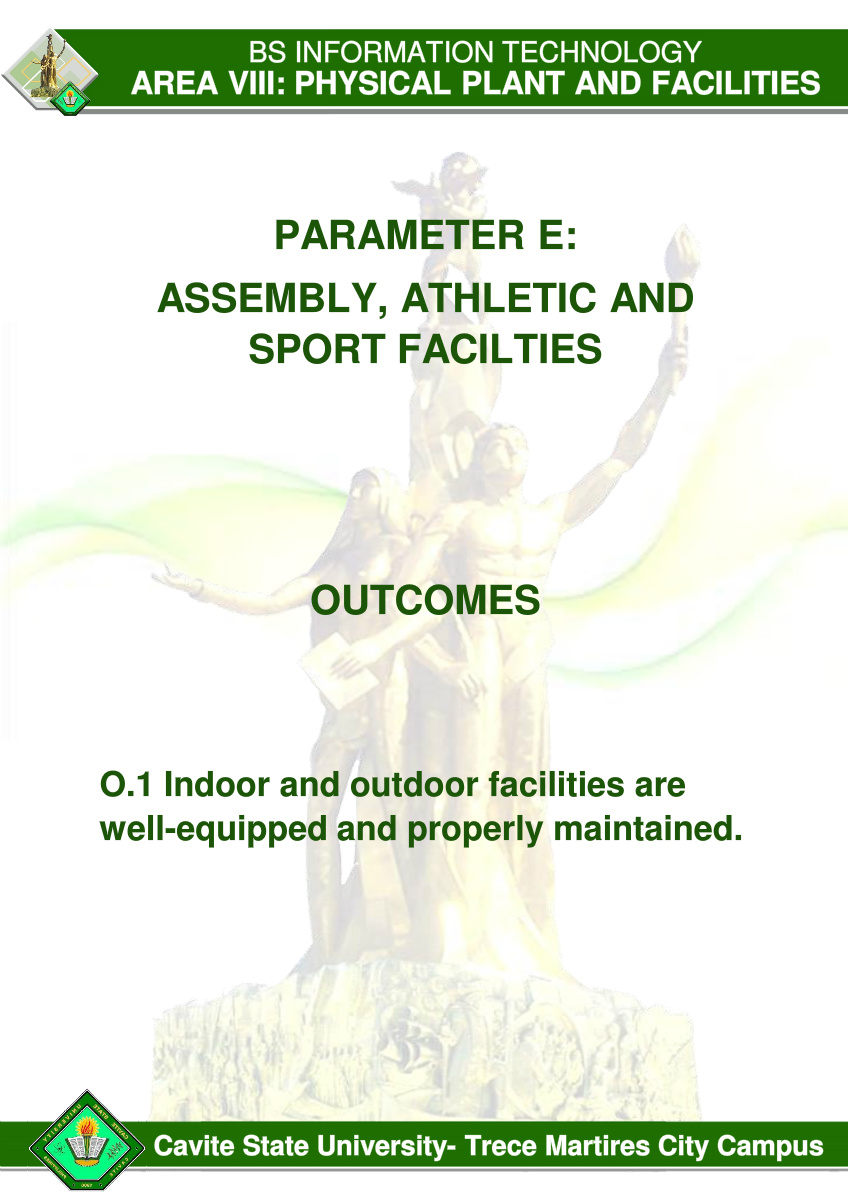 BS INFORMATION TECHNOLOGY
AREA VIII: PHYSICAL PLANT AND FACILITIES
PARAMETER E:
ASSEMBLY, ATHLETIC AND
SPORT FACILTIES
OUTCOMES
O.1 Indoor and outdoor facilities are
well-equipped and properly maintained.
Cavite State University- Trece Martires City Campus